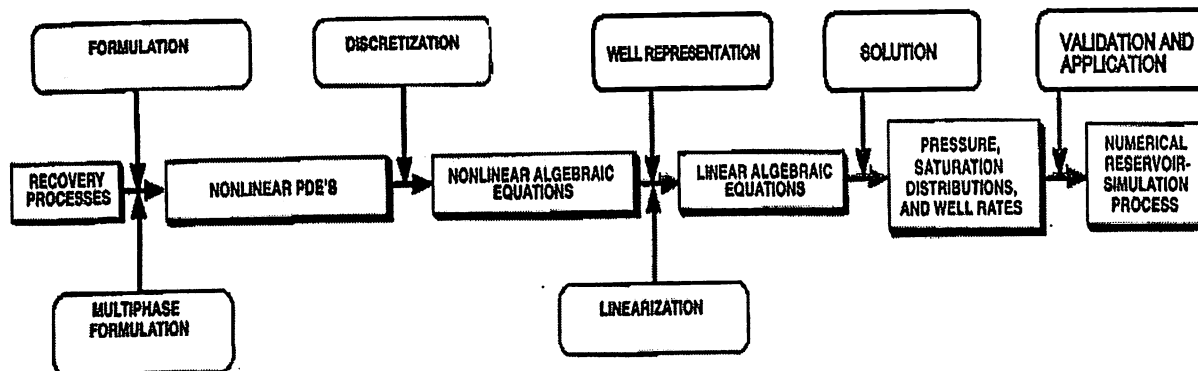 FORMULATION
DISCRETIZATION
WELL REPRESENTATION
SOLUTION
VALIDATION AND
APPLICATION
RECOVERY
PROCESSES
NONLINEAR PDE'S
NONLINEAR ALGEBRAIC
EQUATIONS
LINEAR ALGEBRAIC
EQUATIONS
PRESSURE,
SATURATION
DISTRIBUTIONS,
AND WELL RATES
NUMERICAL
RESERVOIR-
SIMULATION
PROCESS
MULTIPHASE
FORMULATION
LINEARIZATION